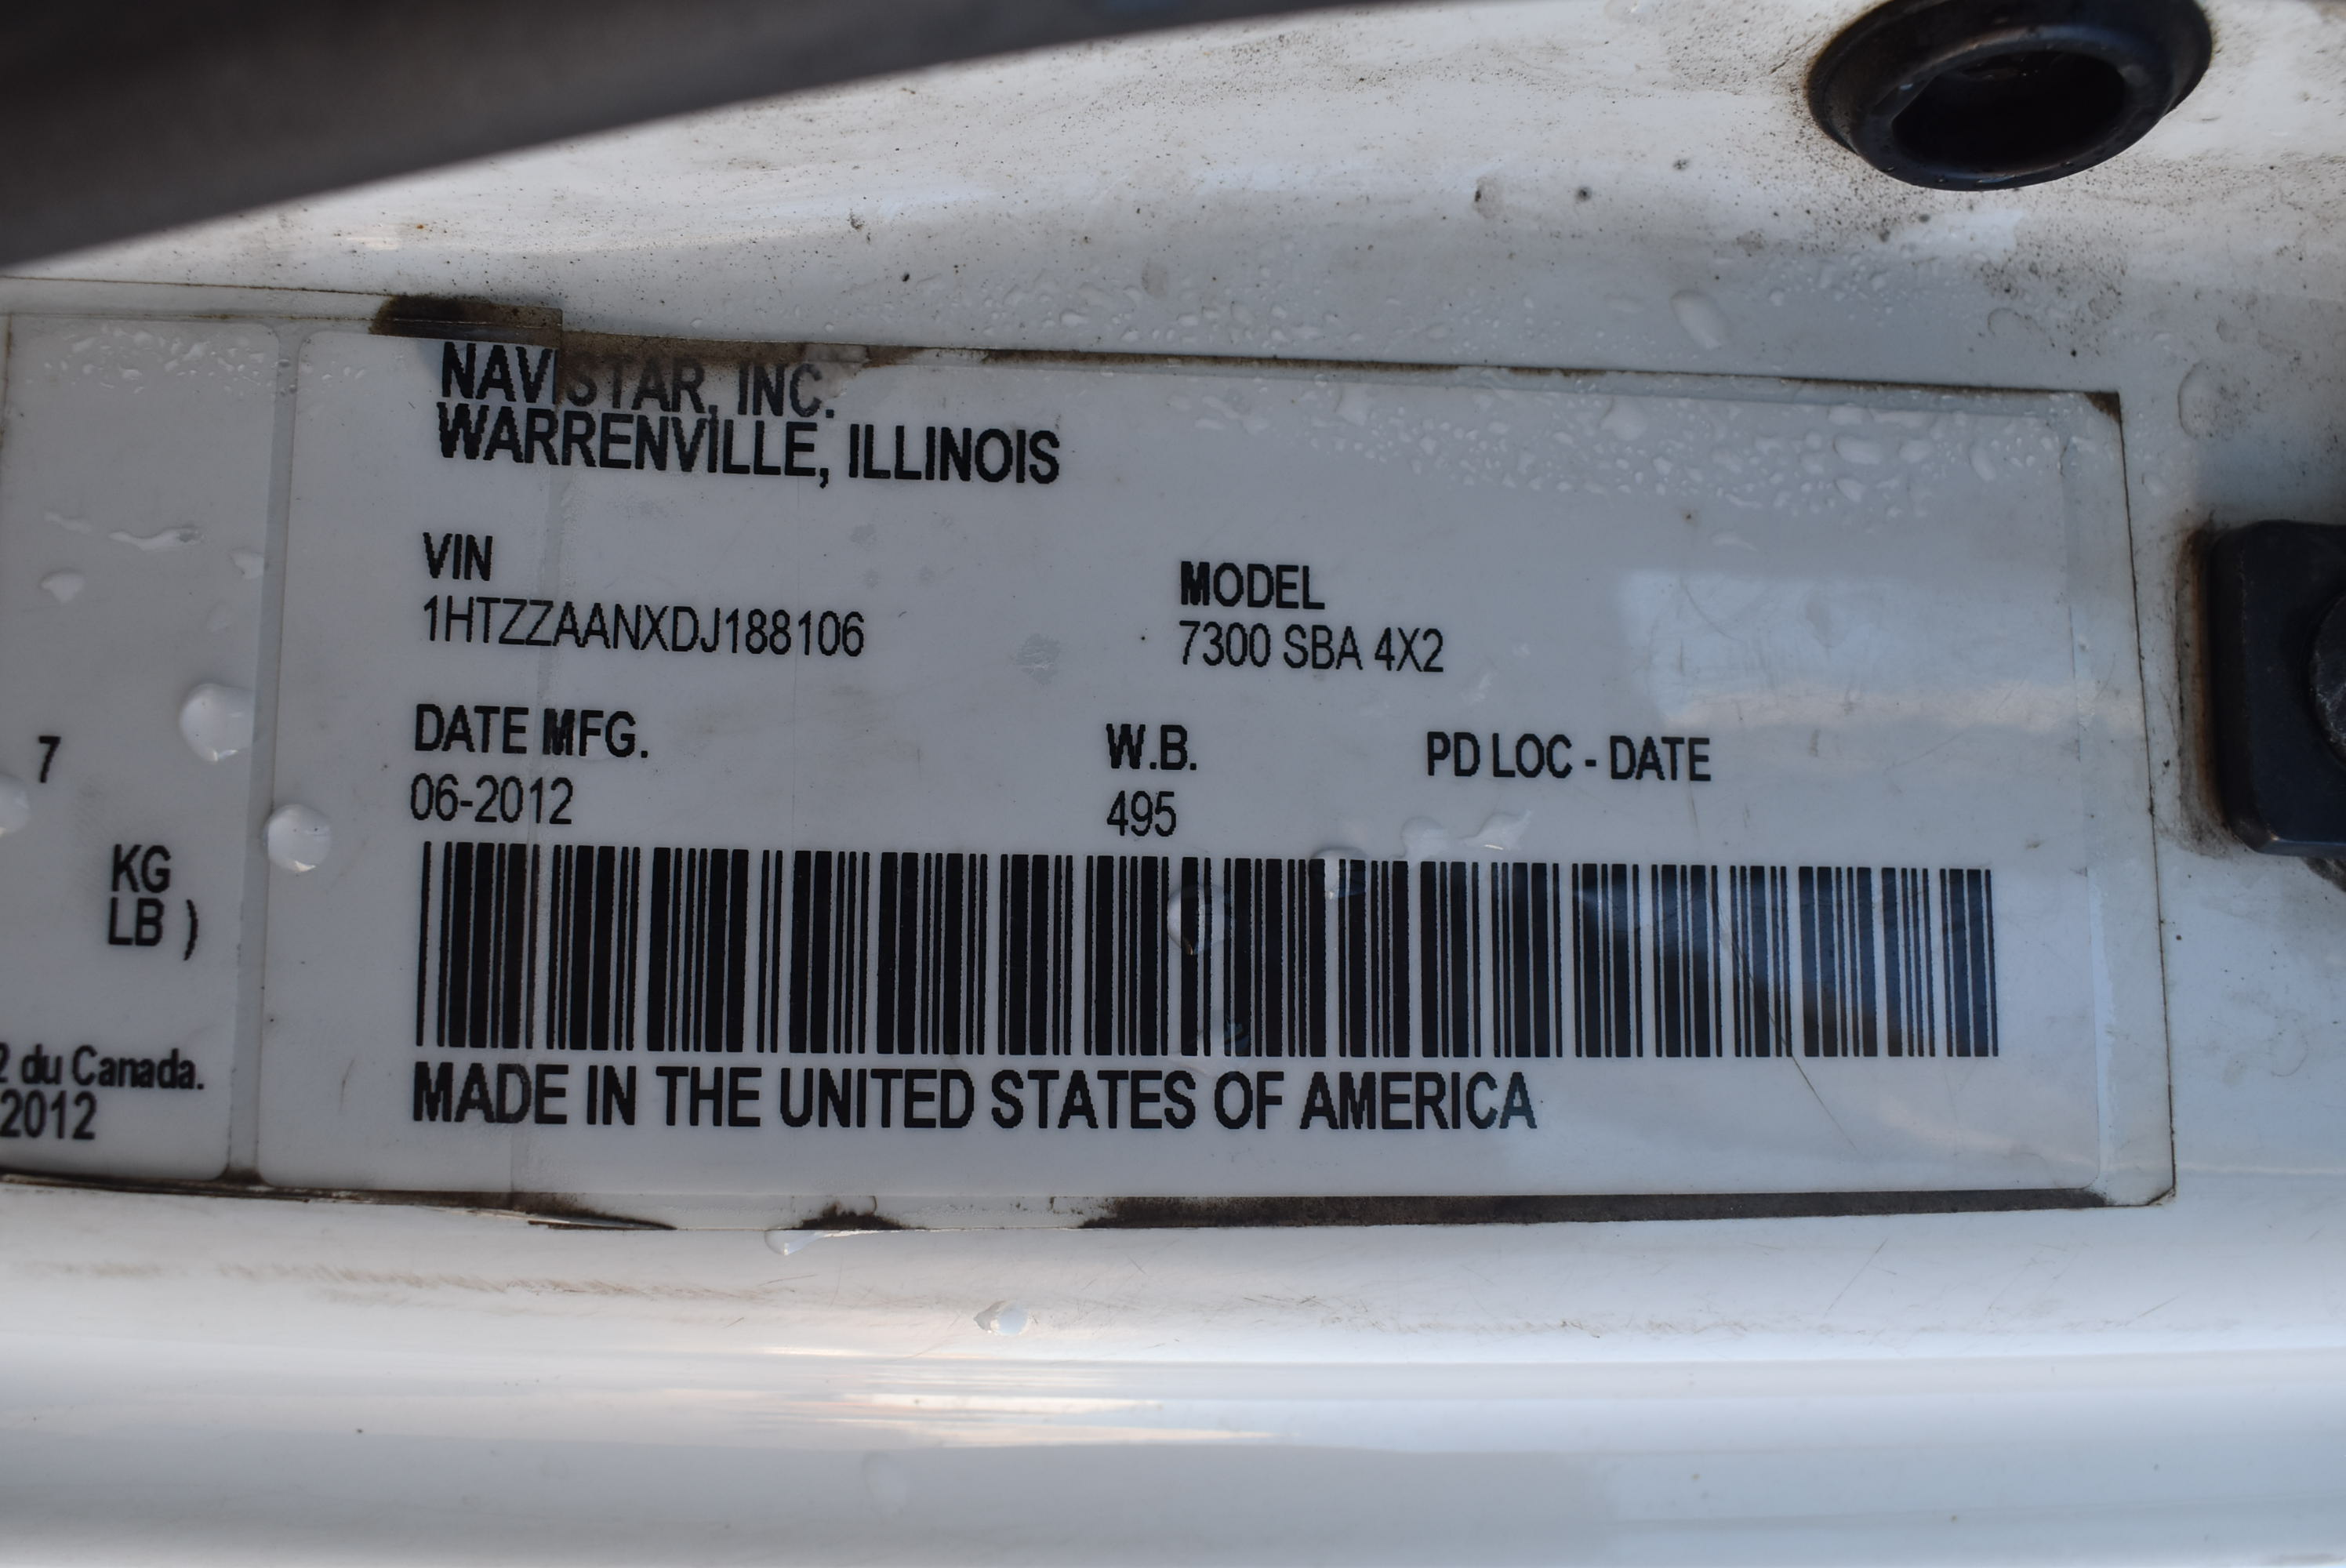 NAVISTAR, INC.
WARRENVILLE, ILLINOIS
VIN
1HTZZAANXDJ188106
MODEL
7300 SBA 4X2
DATE MFG.
06-2012
W.B.
495
PD LOC - DATE
MADE IN THE UNITED STATES OF AMERICA
7
KG
LB )
2 du Canada.
2012